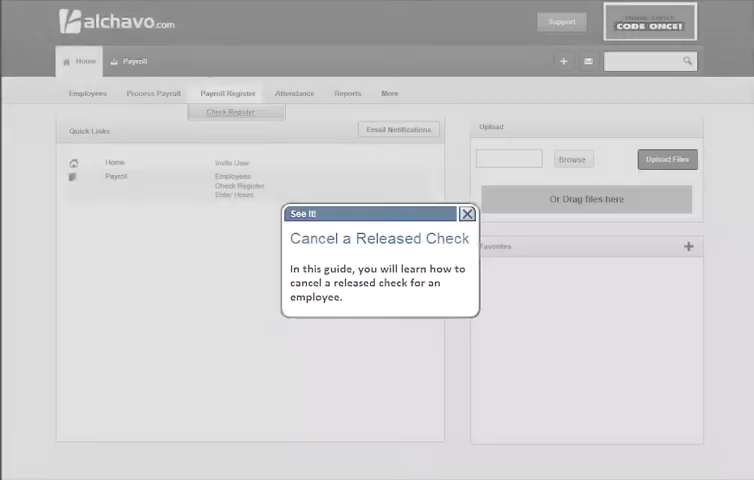 alchavo.com
Support
CODE ONCE!
Home
Payroll
Employees
Process Payroll
Payroll Register
Attendance
Reports
More
Check Register
Quick Links
Email Notifications
Home
Invite User
Payroll
Employees
Check Register
Enter Hours
Upload
Browse
Upload Files
Or Drag files here
Favorites
See It!
Cancel a Released Check
In this guide, you will learn how to
cancel a released check for an
employee.